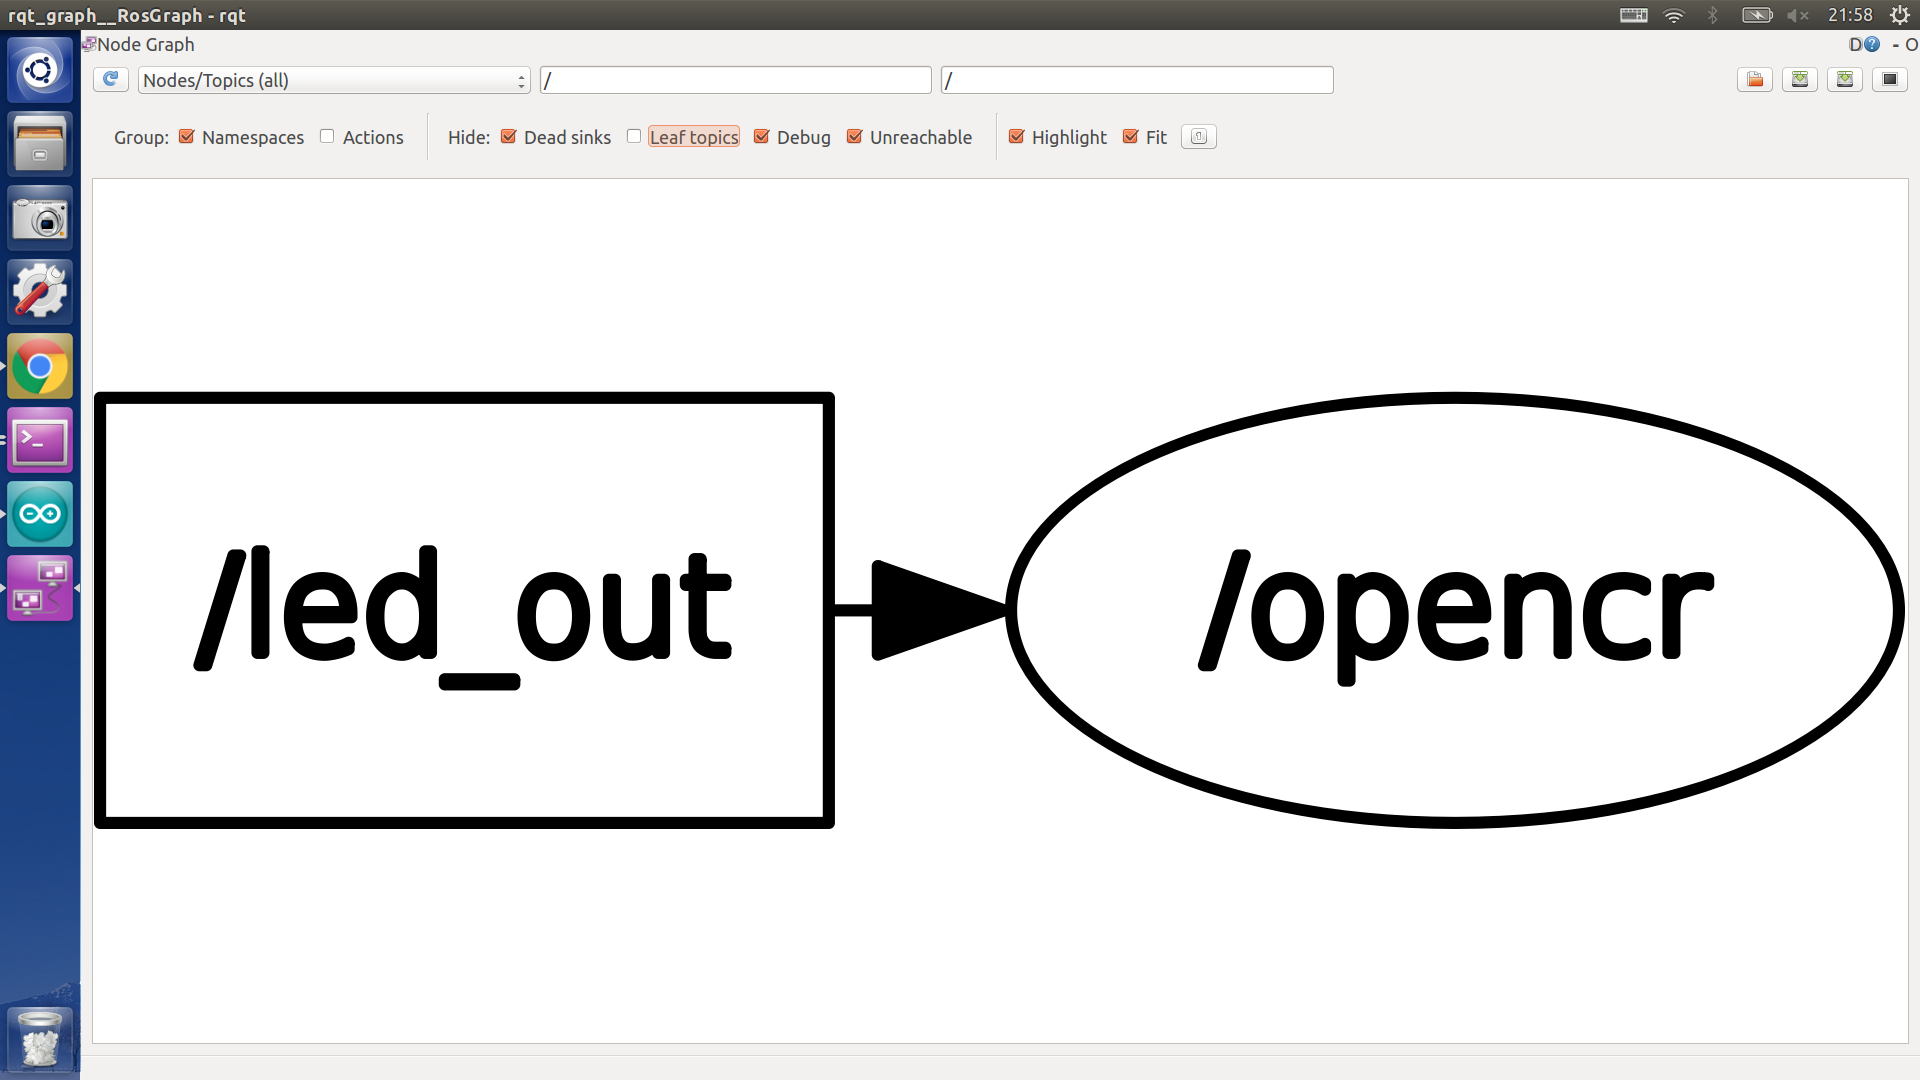 rqt_graph__RosGraph - rqt
21:58
Node Graph
D - O
Nodes/Topics (all) / /
Group: Namespaces Actions Hide: Dead sinks Leaf topics Debug Unreachable Highlight Fit
/led_out /opencr